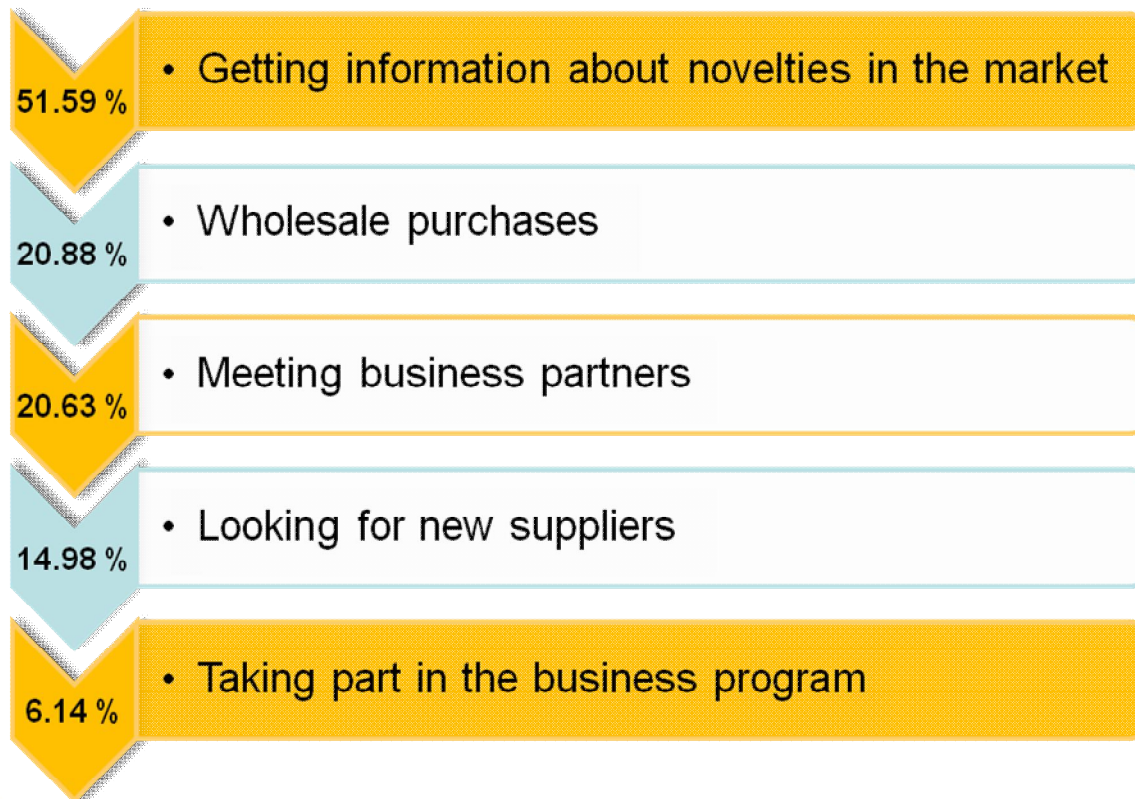 51.59 %
• Getting information about novelties in the market
20.88 %
• Wholesale purchases
20.63 %
• Meeting business partners
14.98 %
• Looking for new suppliers
6.14 %
• Taking part in the business program